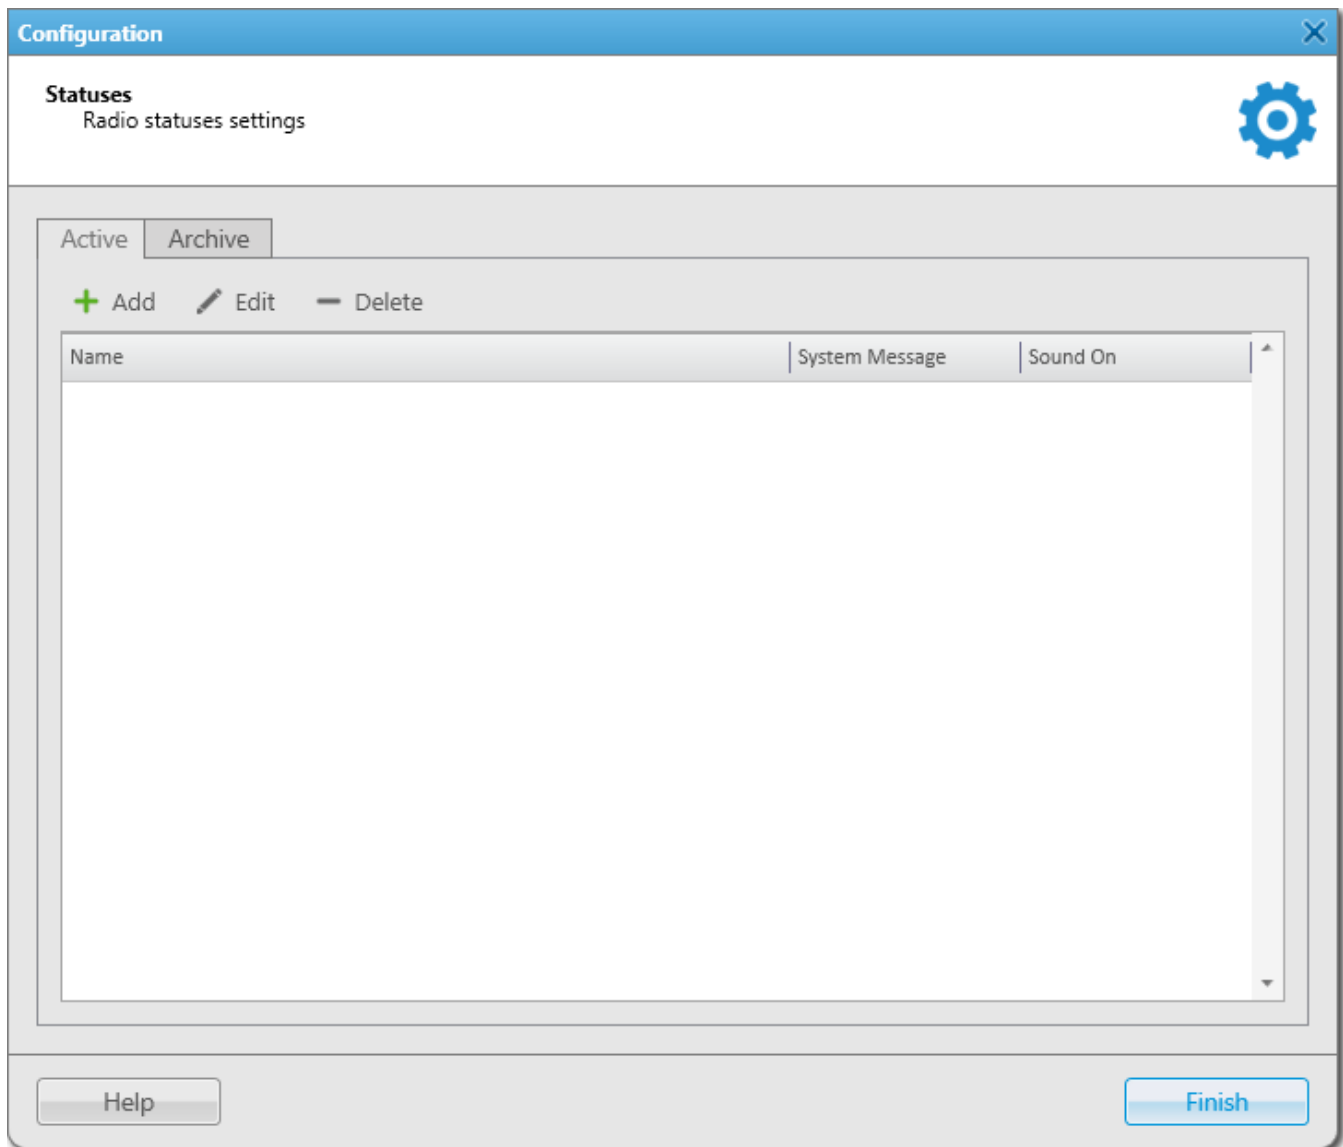 Configuration
Statuses
Radio statuses settings
Active Archive
Add Edit Delete
Name System Message Sound On
Help Finish